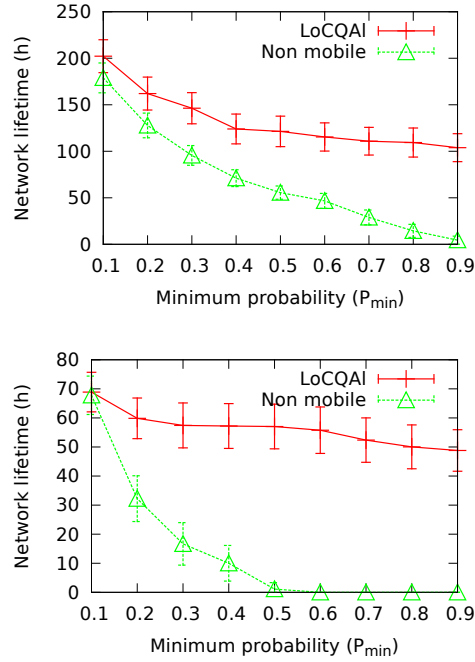 250
200
150
100
50
0
Network lifetime (h)
LoCQAI
Non mobile
0.1 0.2 0.3 0.4 0.5 0.6 0.7 0.8 0.9
Minimum probability (Pmin)
80
70
60
50
40
30
20
10
0
Network lifetime (h)
LoCQAI
Non mobile
0.1 0.2 0.3 0.4 0.5 0.6 0.7 0.8 0.9
Minimum probability (Pmin)